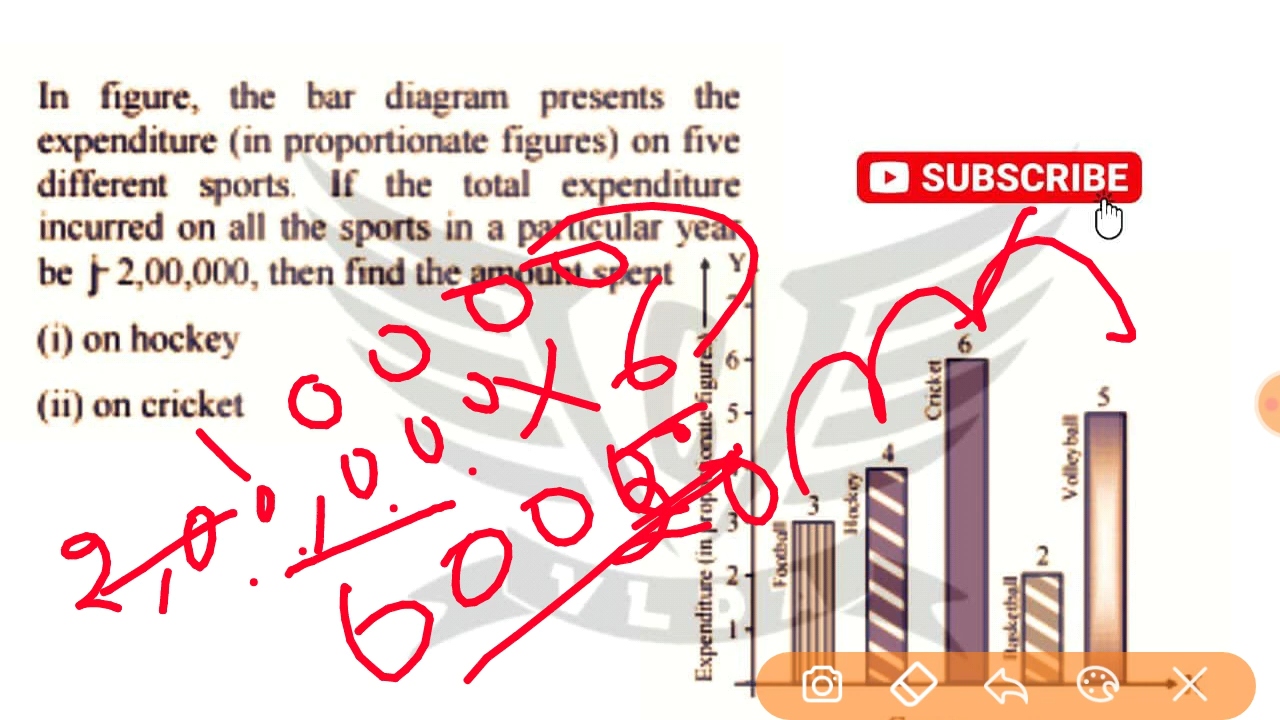 In figure, the bar diagram presents the
expenditure (in proportionate figures) on five
different sports. If the total expenditure
incurred on all the sports in a particular year
be 2,00,000, then find the amount spent
(i) on hockey
(ii) on cricket
SUBSCRIBE
Y
Expenditure (in proportionate figures)
6
5
3
2
1
3
Football
4
Hockey
6
Cricket
2
Basketball
5
Volleyball
X